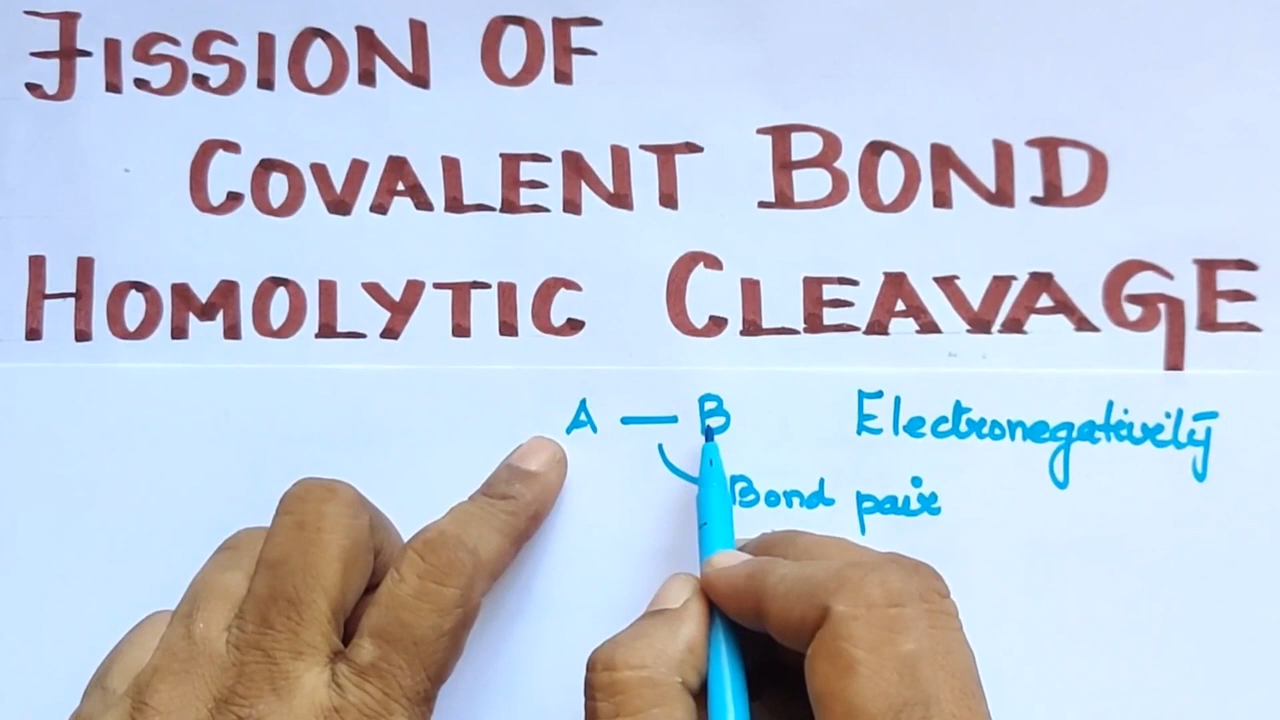 FISSION OF
COVALENT BOND
HOMOLYTIC CLEAVAGE
A — B Electronegativity
Bond pair